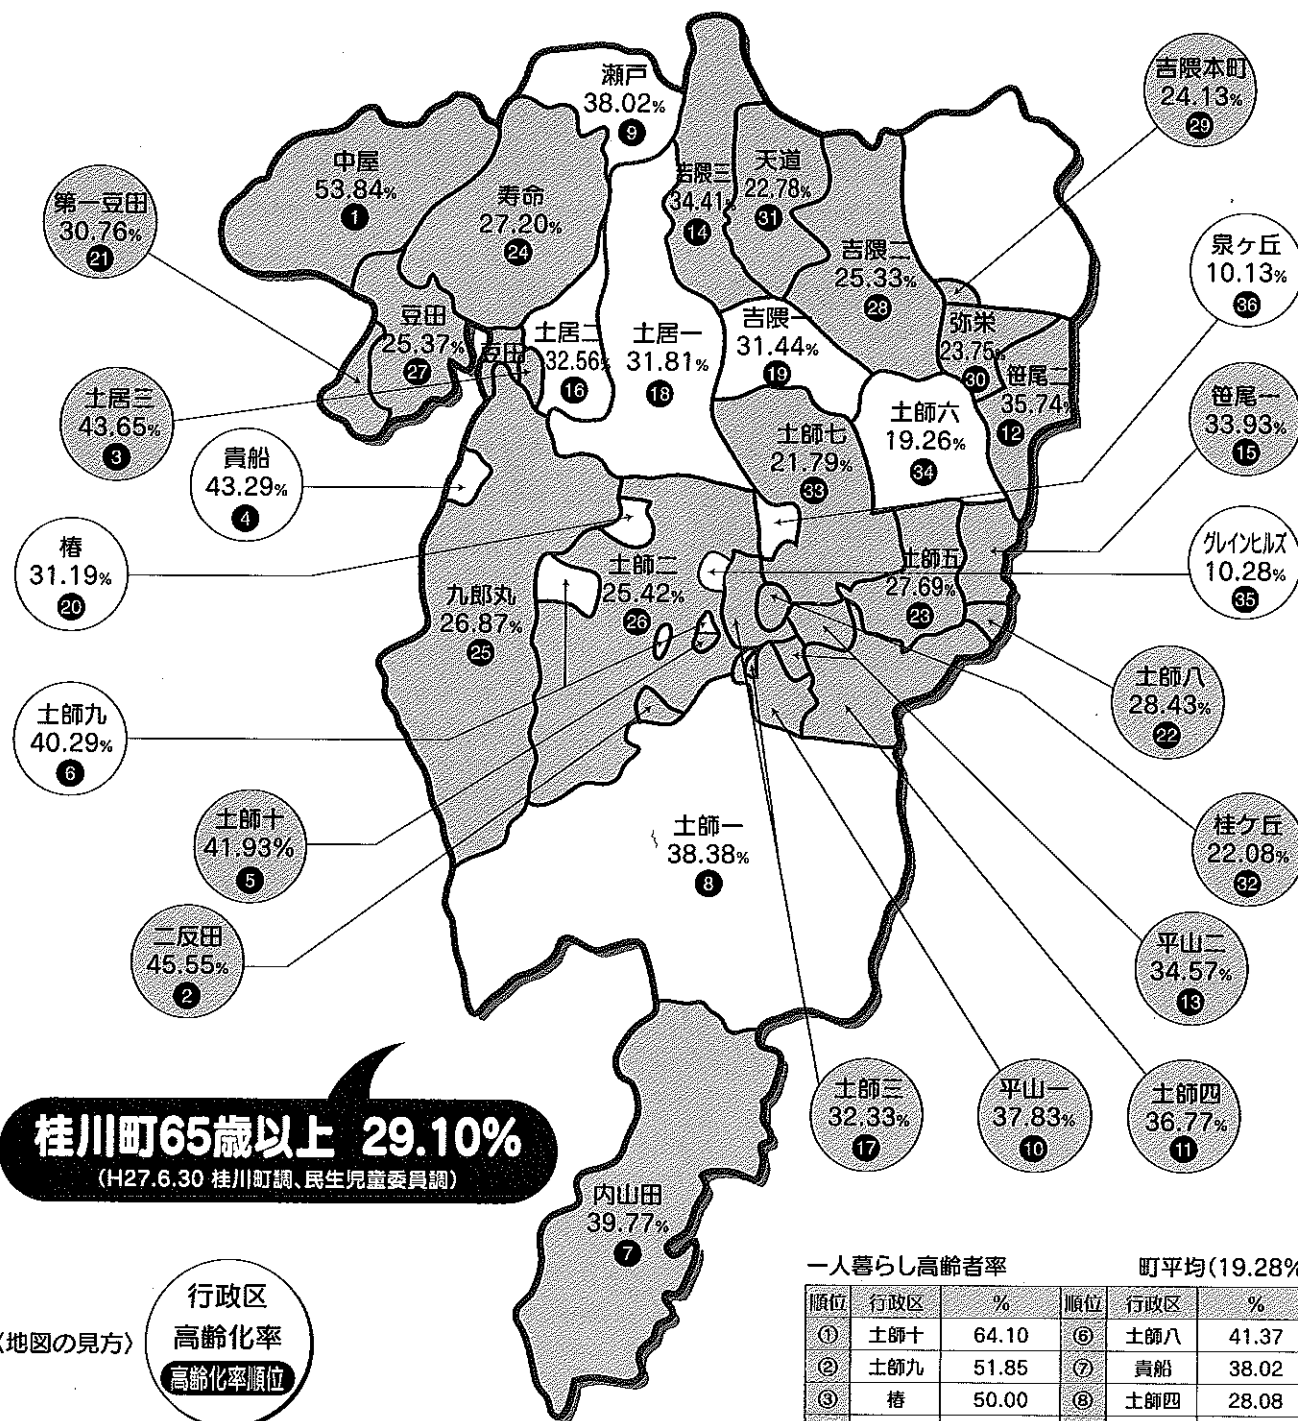 瀬戸
38.02%
9
吉隈本町
24.13%
29
中屋
53.84%
1
寿命
27.20%
24
吉隈三
34.41
14
天道
22.78%
31
第一豆田
30.76%
21
吉隈二
25.33%
28
泉ヶ丘
10.13%
36
豆田
25.37%
27
豆田
土居二
32.56%
16
土居一
31.81%
18
吉隈一
31.44%
19
弥栄
23.75%
30
笹尾二
35.74%
12
土居三
43.65%
3
土師六
19.26%
34
笹尾一
33.93%
15
土師七
21.79%
33
貴船
43.29%
4
椿
31.19%
20
土師二
25.42%
26
土師五
27.69%
23
グレインヒルズ
10.28%
35
九郎丸
26.87%
25
土師八
28.43%
22
土師九
40.29%
6
土師十
41.93%
5
土師一
38.38%
8
桂ケ丘
22.08%
32
二反田
45.55%
2
平山二
34.57%
13
土師三
32.33%
17
平山一
37.83%
10
土師四
36.77%
11
桂川町65歳以上 29.10%
(H27.6.30 桂川町調、民生児童委員調)
内山田
39.77%
7
〈地図の見方〉
行政区
高齢化率
高齢化率順位
一人暮らし高齢者率 町平均(19.28%
順位 行政区 % 順位 行政区 %
① 土師十 64.10 ⑥ 土師八 41.37
② 土師九 51.85 ⑦ 貴船 38.02
③ 椿 50.00 ⑧ 土師四 28.08